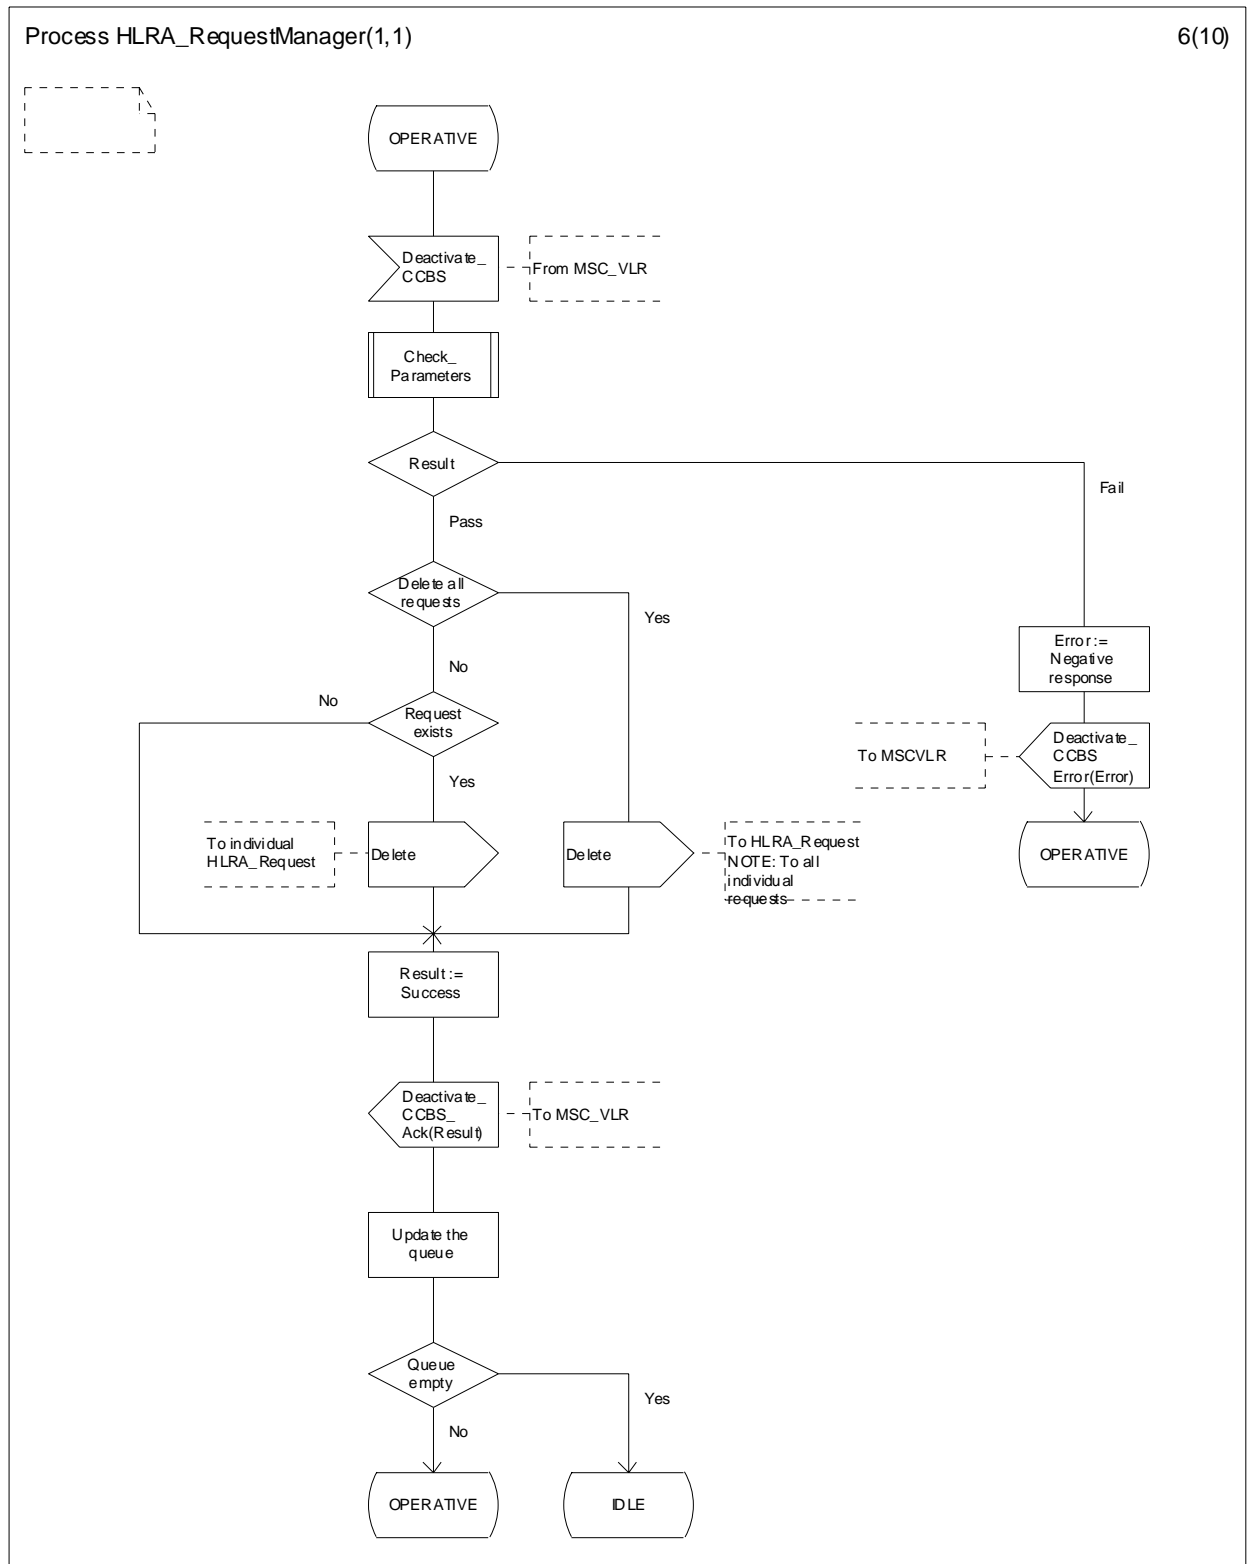 Process HLRA_RequestManager(1,1)
6(10)
OPERATIVE
Deactivate_
CCBS
From MSC_VLR
Check_
Parameters
Result
Fail
Pass
Delete all
requests
Yes
No
Error :=
Negative
response
No
Request
exists
Yes
To MSCVLR
Deactivate_
CCBS
Error(Error)
To individual
HLRA_Request
Delete
Delete
To HLRA_Request
NOTE: To all
individual
requests
OPERATIVE
Result :=
Success
Deactivate_
CCBS_
Ack(Result)
To MSC_VLR
Update the
queue
Queue
empty
Yes
No
OPERATIVE
IDLE